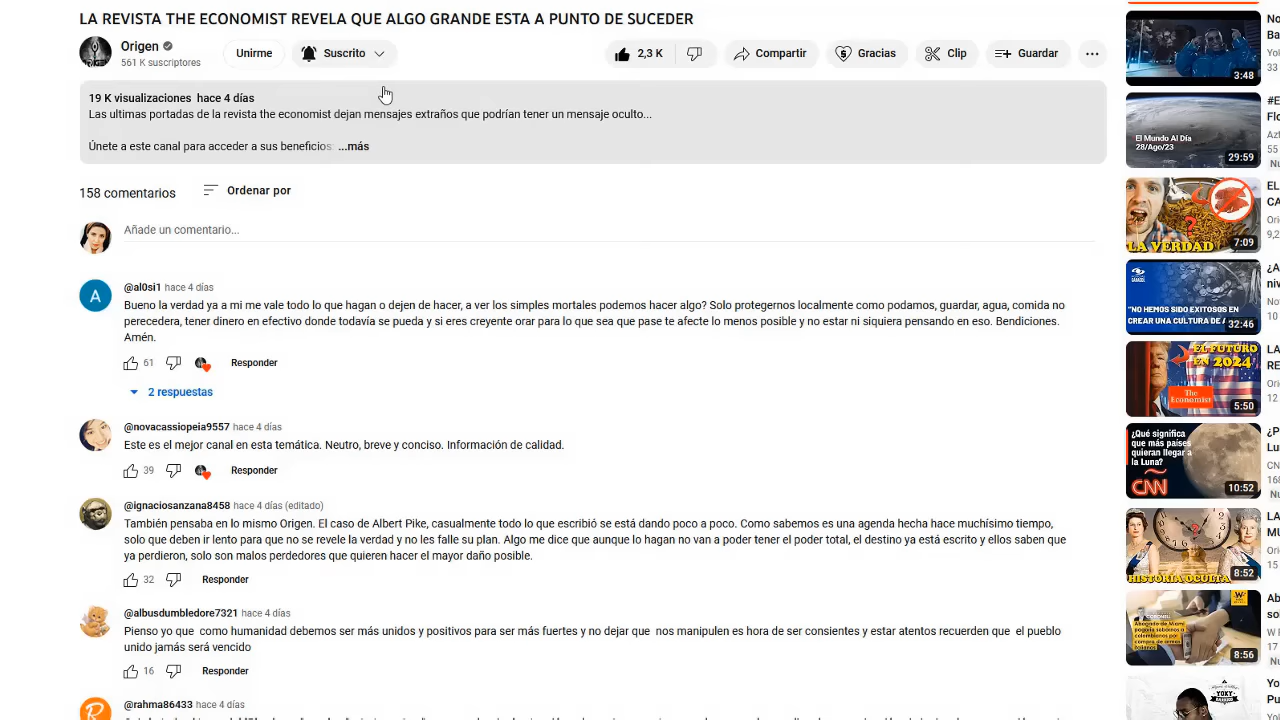 LA REVISTA THE ECONOMIST REVELA QUE ALGO GRANDE ESTA A PUNTO DE SUCEDER
Origen
561 K suscriptores
Unirme
Suscrito
2,3 K
Compartir
Gracias
Clip
Guardar
19 K visualizaciones hace 4 días
Las ultimas portadas de la revista the economist dejan mensajes extraños que podrían tener un mensaje oculto...
Únete a este canal para acceder a sus beneficios: ...más
158 comentarios
Ordenar por
Añade un comentario...
@al0si1 hace 4 días
Bueno la verdad ya a mi me vale todo lo que hagan o dejen de hacer, a ver los simples mortales podemos hacer algo? Solo protegernos localmente como podamos, guardar, agua, comida no
perecedera, tener dinero en efectivo donde todavía se pueda y si eres creyente orar para lo que sea que pase te afecte lo menos posible y no estar ni siquiera pensando en eso. Bendiciones.
Amén.
61
Responder
2 respuestas
@novacassiopeia9557 hace 4 días
Este es el mejor canal en esta temática. Neutro, breve y conciso. Información de calidad.
39
Responder
@ignaciosanzana8458 hace 4 días (editado)
También pensaba en lo mismo Origen. El caso de Albert Pike, casualmente todo lo que escribió se está dando poco a poco. Como sabemos es una agenda hecha hace muchísimo tiempo,
solo que deben ir lento para que no se revele la verdad y no les falle su plan. Algo me dice que aunque lo hagan no van a poder tener el poder total, el destino ya está escrito y ellos saben que
ya perdieron, solo son malos perdedores que quieren hacer el mayor daño posible.
32
Responder
@albusdumbledore7321 hace 4 días
Pienso yo que como humanidad debemos ser más unidos y positivos para ser más fuertes y no dejar que nos manipulen es hora de ser consientes y estar juntos recuerden que el pueblo
unido jamás será vencido
16
Responder
@rahma86433 hace 4 días
3:48
El Mundo Al Día
28/Ago/23
29:59
LA VERDAD
7:09
"NO HEMOS SIDO EXITOSOS EN
CREAR UNA CULTURA DE
32:46
EL FUTURO
EN 2024
The
Economist
5:50
¿Qué significa
que más países
quieran llegar a
la Luna?
CNN
10:52
HISTORIA OCULTA
8:52
8:56
YOKY